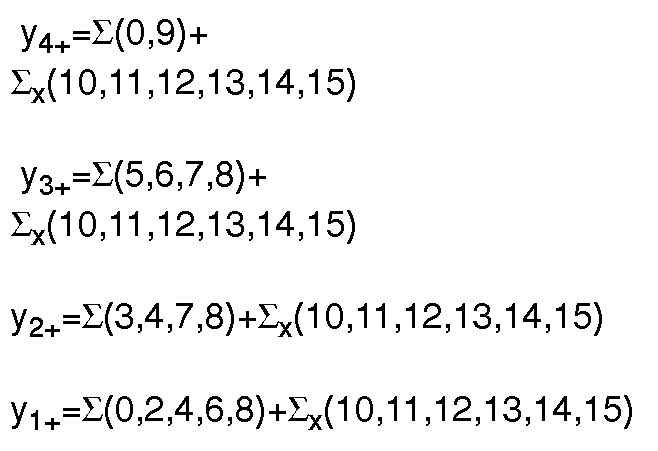 y₄₊=Σ(0,9)+
Σₓ(10,11,12,13,14,15)
y₃₊=Σ(5,6,7,8)+
Σₓ(10,11,12,13,14,15)
y₂₊=Σ(3,4,7,8)+Σₓ(10,11,12,13,14,15)
y₁₊=Σ(0,2,4,6,8)+Σₓ(10,11,12,13,14,15)